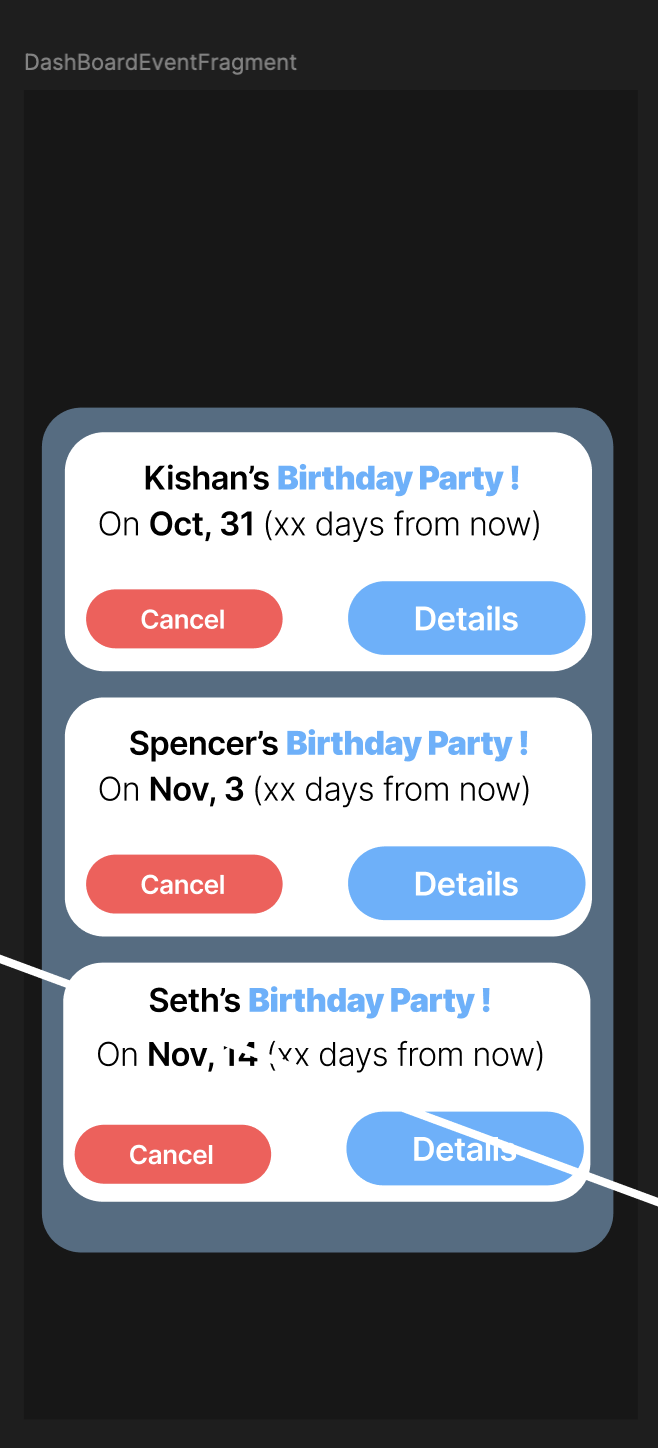 DashBoardEventFragment
Kishan’s Birthday Party !
On Oct, 31 (xx days from now)
Cancel
Details
Spencer’s Birthday Party !
On Nov, 3 (xx days from now)
Cancel
Details
Seth’s Birthday Party !
On Nov, 14 (xx days from now)
Cancel
Details